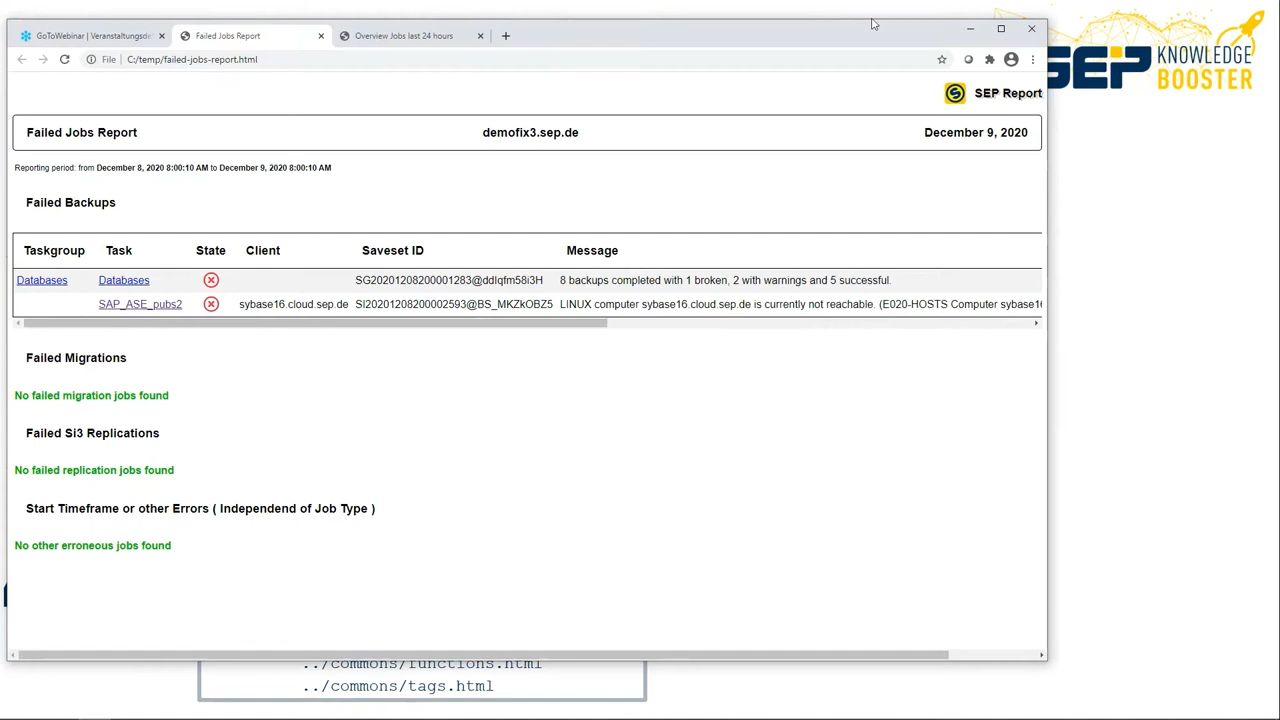 GoToWebinar | Veranstaltungsde
Failed Jobs Report
Overview Jobs last 24 hours
File
C:/temp/failed-jobs-report.html
SEP KNOWLEDGE
BOOSTER
SEP Report
Failed Jobs Report demofix3.sep.de December 9, 2020
Reporting period: from December 8, 2020 8:00:10 AM to December 9, 2020 8:00:10 AM
Failed Backups
Taskgroup Task State Client Saveset ID Message
Databases Databases SG20201208200001283@ddIqfm58i3H 8 backups completed with 1 broken, 2 with warnings and 5 successful.
SAP_ASE_pubs2 sybase16.cloud.sep.de SI20201208200002593@BS_MKZkOBZ5 LINUX computer sybase16.cloud.sep.de is currently not reachable. (E020-HOSTS Computer sybase16
Failed Migrations
No failed migration jobs found
Failed Si3 Replications
No failed replication jobs found
Start Timeframe or other Errors ( Independend of Job Type )
No other erroneous jobs found
../commons/functions.html
../commons/tags.html